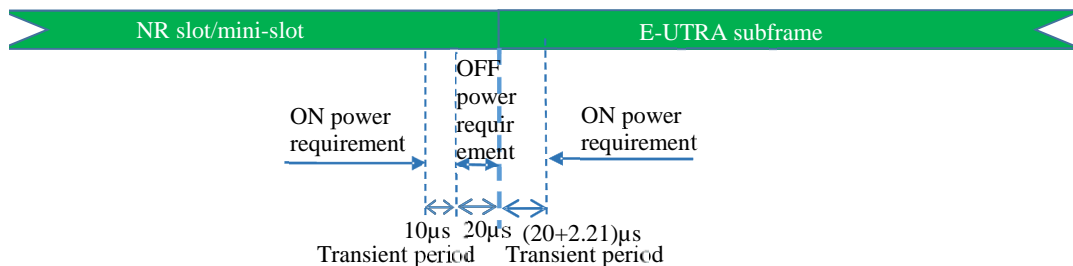 NR slot/mini-slot
E-UTRA subframe
OFF
power
requir
ement
ON power
requirement
ON power
requirement
10µs
20µs
(20+2.21)µs
Transient period
Transient period